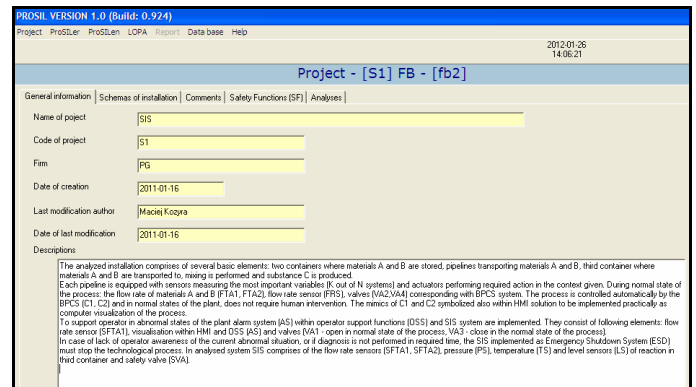 PROSIL VERSION 1.0 (Build: 0.924)
Project ProSILer ProSILen LOPA Report Data base Help
2012-01-26
14:06:21
Project - [S1] FB - [fb2]
General information Schemas of installation Comments Safety Functions (SF) Analyses
Name of poject SIS
Code of project S1
Firm PG
Date of creation 2011-01-16
Last modification author Maciej Kozyra
Date of last modification 2011-01-16
Descriptions
The analyzed installation comprises of several basic elements: two containers where materials A and B are stored, pipelines transporting materials A and B, third container where
materials A and B are transported to, mixing is performed and substance C is produced.
Each pipeline is equipped with sensors measuring the most important variables (K out of N systems) and actuators performing required action in the context given. During normal state of
the process: the flow rate of materials A and B (FTA1, FTA2), flow rate sensor (FRS), valves (VA2,VA4) corresponding with BPCS system. The process is controlled automatically by the
BPCS (C1, C2) and in normal states of the plant, does not require human intervention. The mimics of C1 and C2 symbolized also within HMI solution to be implemented practically as
computer visualization of the process.
To support operator in abnormal states of the plant alarm system (AS) within operator support functions (OSS) and SIS system are implemented. They consist of following elements: flow
rate sensor (SFTA1), visualisation within HMI and OSS (AS) and valves (VA1 - open in normal state of the process, VA3 - close in the normal state of the process).
In case of lack of operator awareness of the current abnormal situation, or if diagnosis is not performed in required time, the SIS implemented as Emergency Shutdown System (ESD)
must stop the technological process. In analysed system SIS comprises of the flow rate sensors (SFTA1, SFTA2), pressure (PS), temperature (TS) and level sensors (LS) of reaction in
third container and safety valve (SVA).